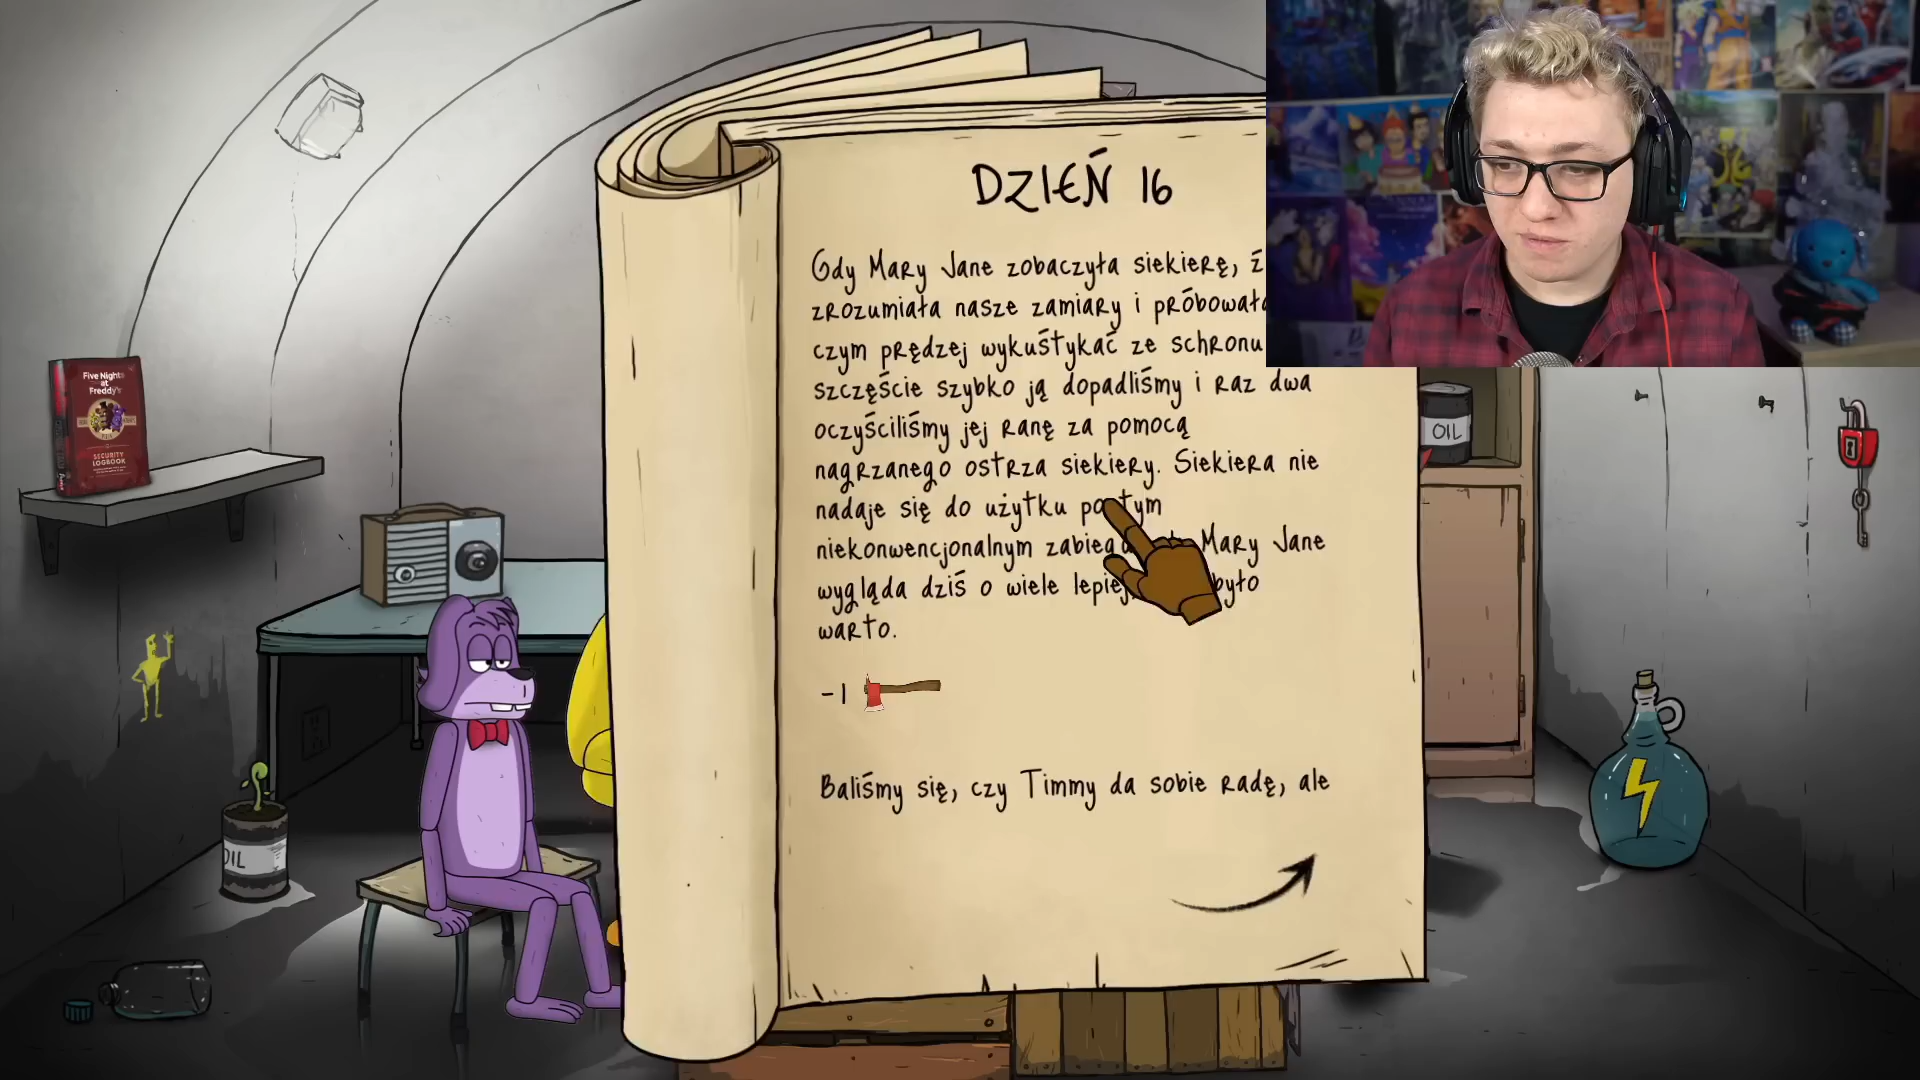 DZIEŃ 16
Gdy Mary Jane zobaczyła siekierę,
zrozumiała nasze zamiary i próbowała
czym prędzej wykuśtykać ze schronu
szczęście szybko ją dopadliśmy i raz dwa
oczyściliśmy jej ranę za pomocą
nagrzanego ostrza siekiery. Siekiera nie
nadaje się do użytku po tym
niekonwencjonalnym Mary Jane
wygląda dziś o wiele było
warto.
-1
Baliśmy się, czy Timmy da sobie radę, ale
Five Nights
at
Freddy's
SECURITY
LOGBOOK
OIL
OIL